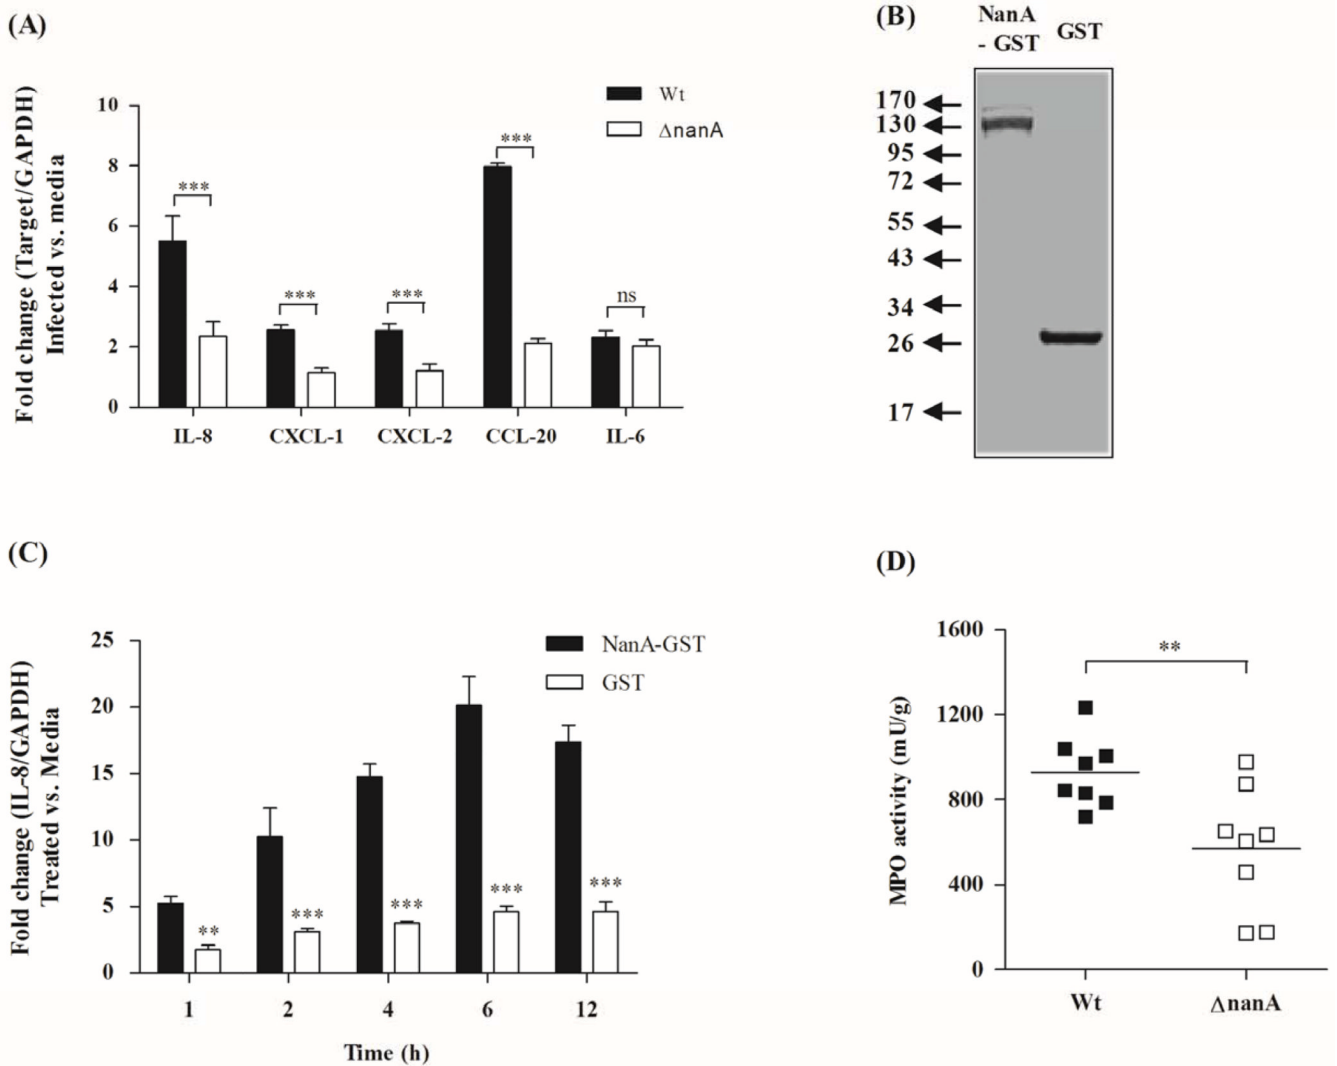 (A)
Fold change (Target/GAPDH)
Infected vs. media
10
8
6
4
2
0
Wt
ΔnanA
***
***
***
***
ns
IL-8
CXCL-1
CXCL-2
CCL-20
IL-6
(B)
NanA
- GST
GST
170
130
95
72
55
43
34
26
17
(C)
Fold change (IL-8/GAPDH)
Treated vs. Media
25
20
15
10
5
0
NanA-GST
GST
**
***
***
***
***
1
2
4
6
12
Time (h)
(D)
MPO activity (mU/g)
1600
1200
800
400
0
**
Wt
ΔnanA